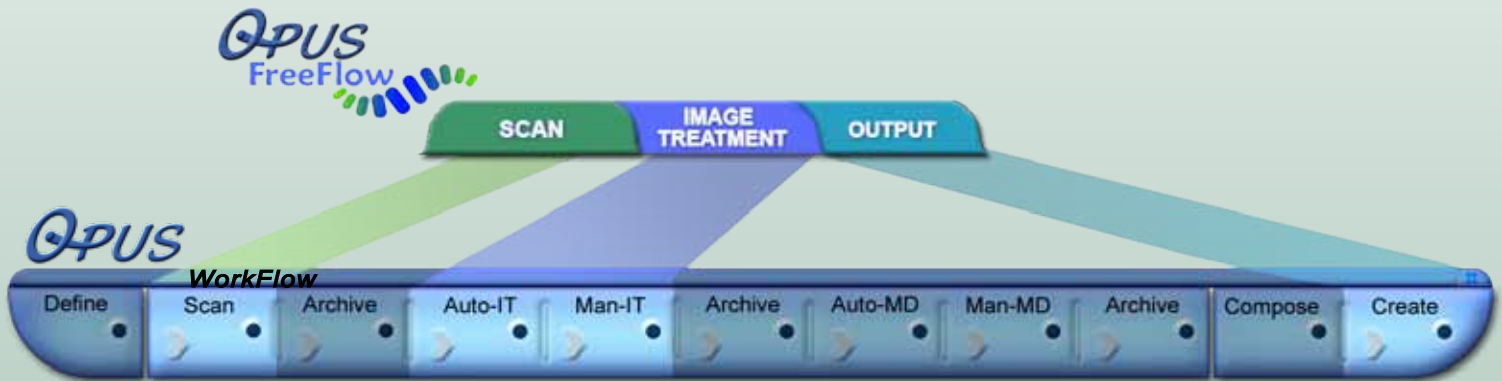 OPUS
FreeFlow
SCAN
IMAGE
TREATMENT
OUTPUT
OPUS
WorkFlow
Define Scan Archive Auto-IT Man-IT Archive Auto-MD Man-MD Archive Compose Create